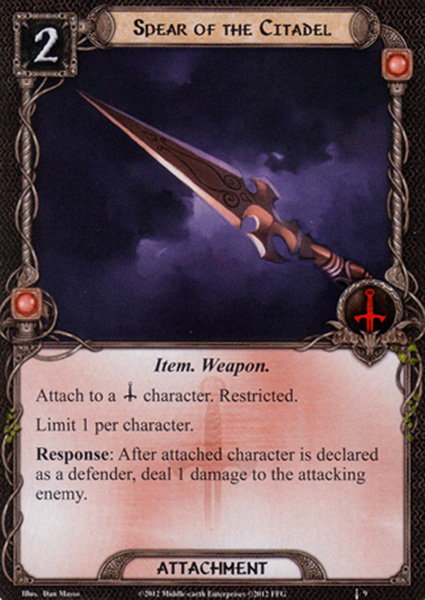 2
SPEAR OF THE CITADEL
Item. Weapon.
Attach to a character. Restricted.
Limit 1 per character.
Response: After attached character is declared
as a defender, deal 1 damage to the attacking
enemy.
ATTACHMENT
Illus. Dan Masso ©2012 Middle-earth Enterprises ©2012 FFG 9